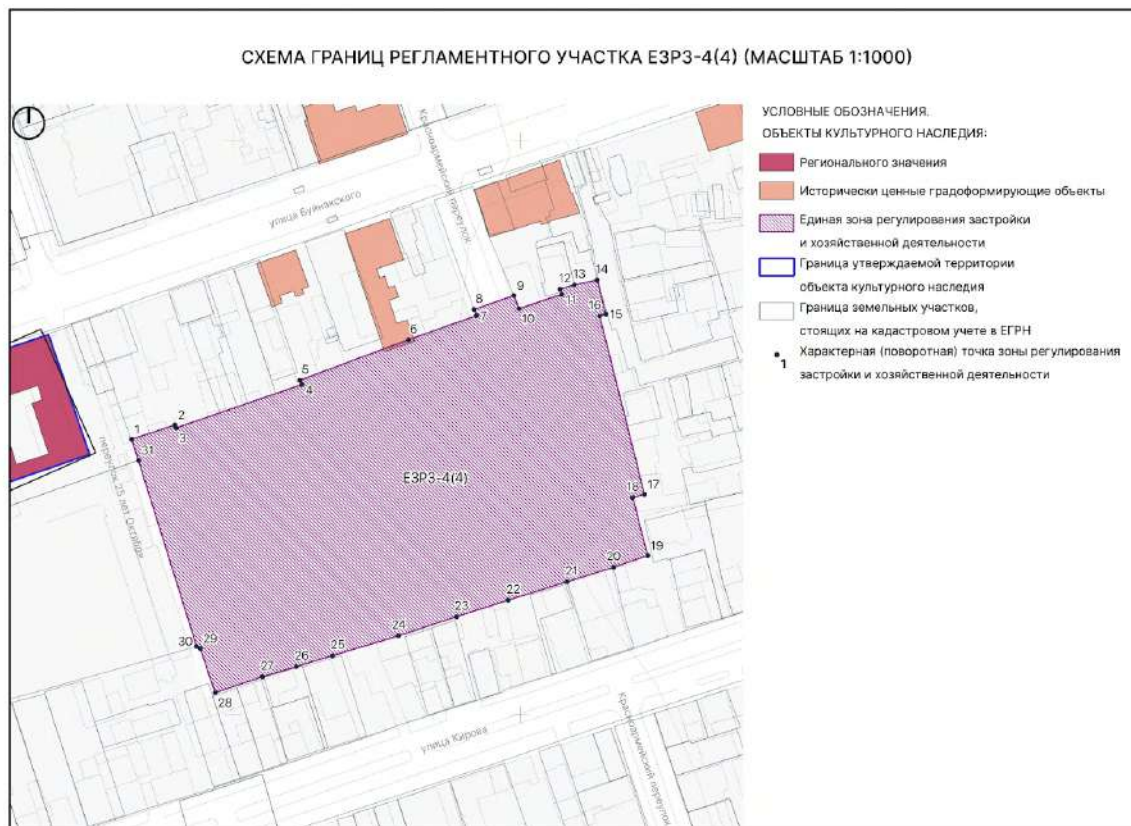 СХЕМА ГРАНИЦ РЕГЛАМЕНТНОГО УЧАСТКА ЕЗРЗ-4(4) (МАСШТАБ 1:1000)
УСЛОВНЫЕ ОБОЗНАЧЕНИЯ.
ОБЪЕКТЫ КУЛЬТУРНОГО НАСЛЕДИЯ:
Регионального значения
Исторически ценные градоформирующие объекты
Единая зона регулирования застройки
и хозяйственной деятельности
Граница утверждаемой территории
объекта культурного наследия
Граница земельных участков,
стоящих на кадастровом учете в ЕГРН
1
Характерная (поворотная) точка зоны регулирования
застройки и хозяйственной деятельности
Красноармейский переулок
улица Буйнакского
переулок 25 лет Октября
ЕЗРЗ-4(4)
улица Кирова
Красноармейский переулок
1
2
3
4
5
6
7
8
9
10
11
12
13
14
15
16
17
18
19
20
21
22
23
24
25
26
27
28
29
30
31